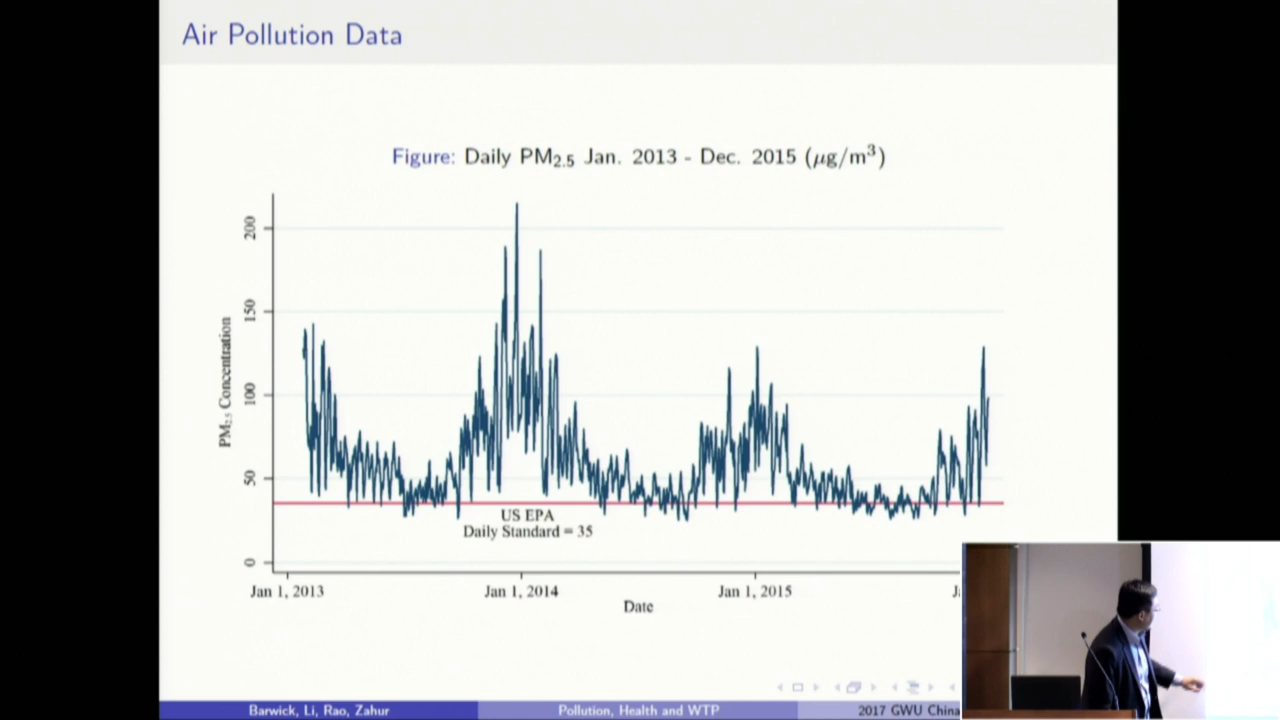 Air Pollution Data
Figure: Daily PM2.5 Jan. 2013 - Dec. 2015 (μg/m³)
PM2.5 Concentration
200
150
100
50
0
US EPA
Daily Standard = 35
Jan 1, 2013
Jan 1, 2014
Jan 1, 2015
Date
Barwick, Li, Rao, Zahur
Pollution, Health and WTP
2017 GWU China